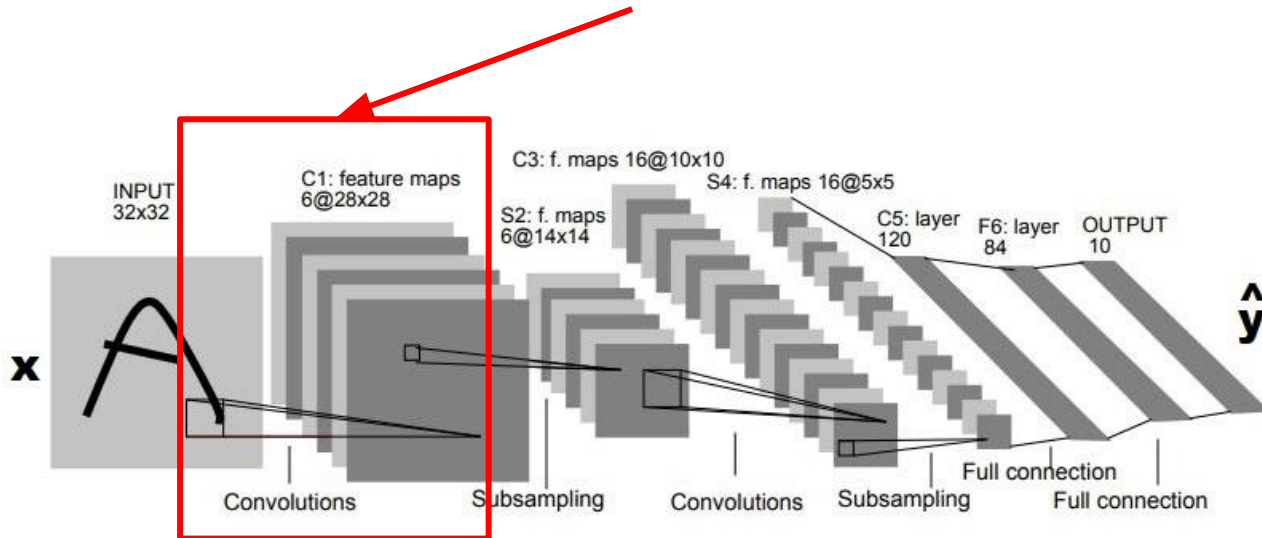 INPUT
32x32
C1: feature maps
6@28x28
S2: f. maps
6@14x14
C3: f. maps 16@10x10
S4: f. maps 16@5x5
C5: layer
120
F6: layer
84
OUTPUT
10
x
A
ŷ
Convolutions
Subsampling
Convolutions
Subsampling
Full connection
Full connection